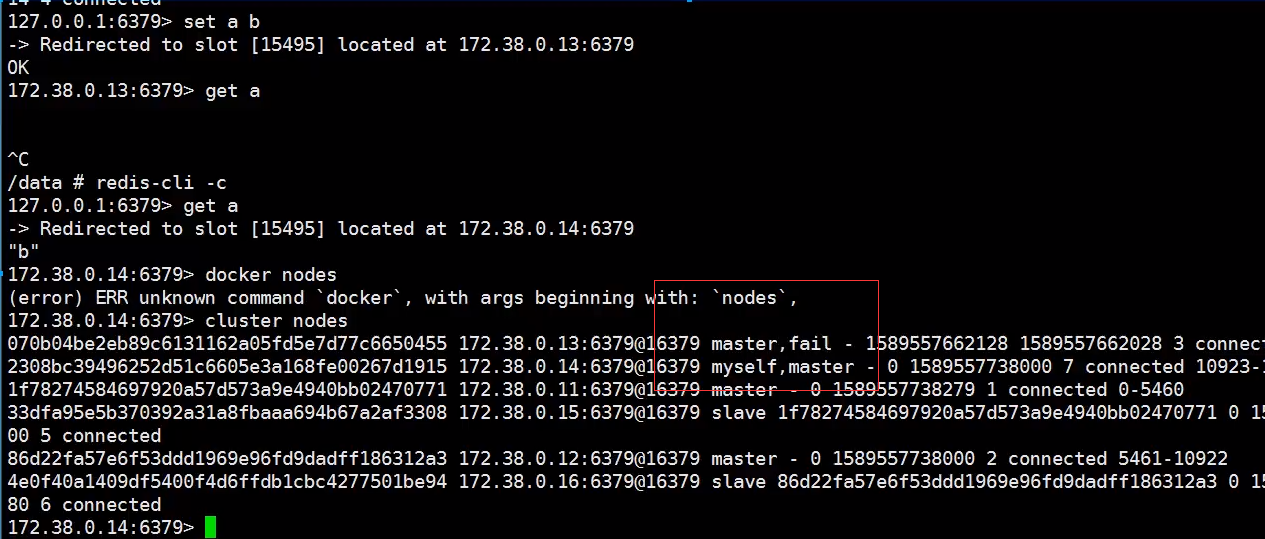 14 4 connected
127.0.0.1:6379> set a b
-> Redirected to slot [15495] located at 172.38.0.13:6379
OK
172.38.0.13:6379> get a
^C
/data # redis-cli -c
127.0.0.1:6379> get a
-> Redirected to slot [15495] located at 172.38.0.14:6379
"b"
172.38.0.14:6379> docker nodes
(error) ERR unknown command `docker`, with args beginning with: `nodes`,
172.38.0.14:6379> cluster nodes
070b04be2eb89c6131162a05fd5e7d77c6650455 172.38.0.13:6379@16379 master,fail - 1589557662128 1589557662028 3 connect
2308bc39496252d51c6605e3a168fe00267d1915 172.38.0.14:6379@16379 myself,master - 0 1589557738000 7 connected 10923-1
1f78274584697920a57d573a9e4940bb02470771 172.38.0.11:6379@16379 master - 0 1589557738279 1 connected 0-5460
33dfa95e5b370392a31a8fbaaa694b67a2af3308 172.38.0.15:6379@16379 slave 1f78274584697920a57d573a9e4940bb02470771 0 15
00 5 connected
86d22fa57e6f53ddd1969e96fd9dadff186312a3 172.38.0.12:6379@16379 master - 0 1589557738000 2 connected 5461-10922
4e0f40a1409df5400f4d6ffdb1cbc4277501be94 172.38.0.16:6379@16379 slave 86d22fa57e6f53ddd1969e96fd9dadff186312a3 0 15
80 6 connected
172.38.0.14:6379>